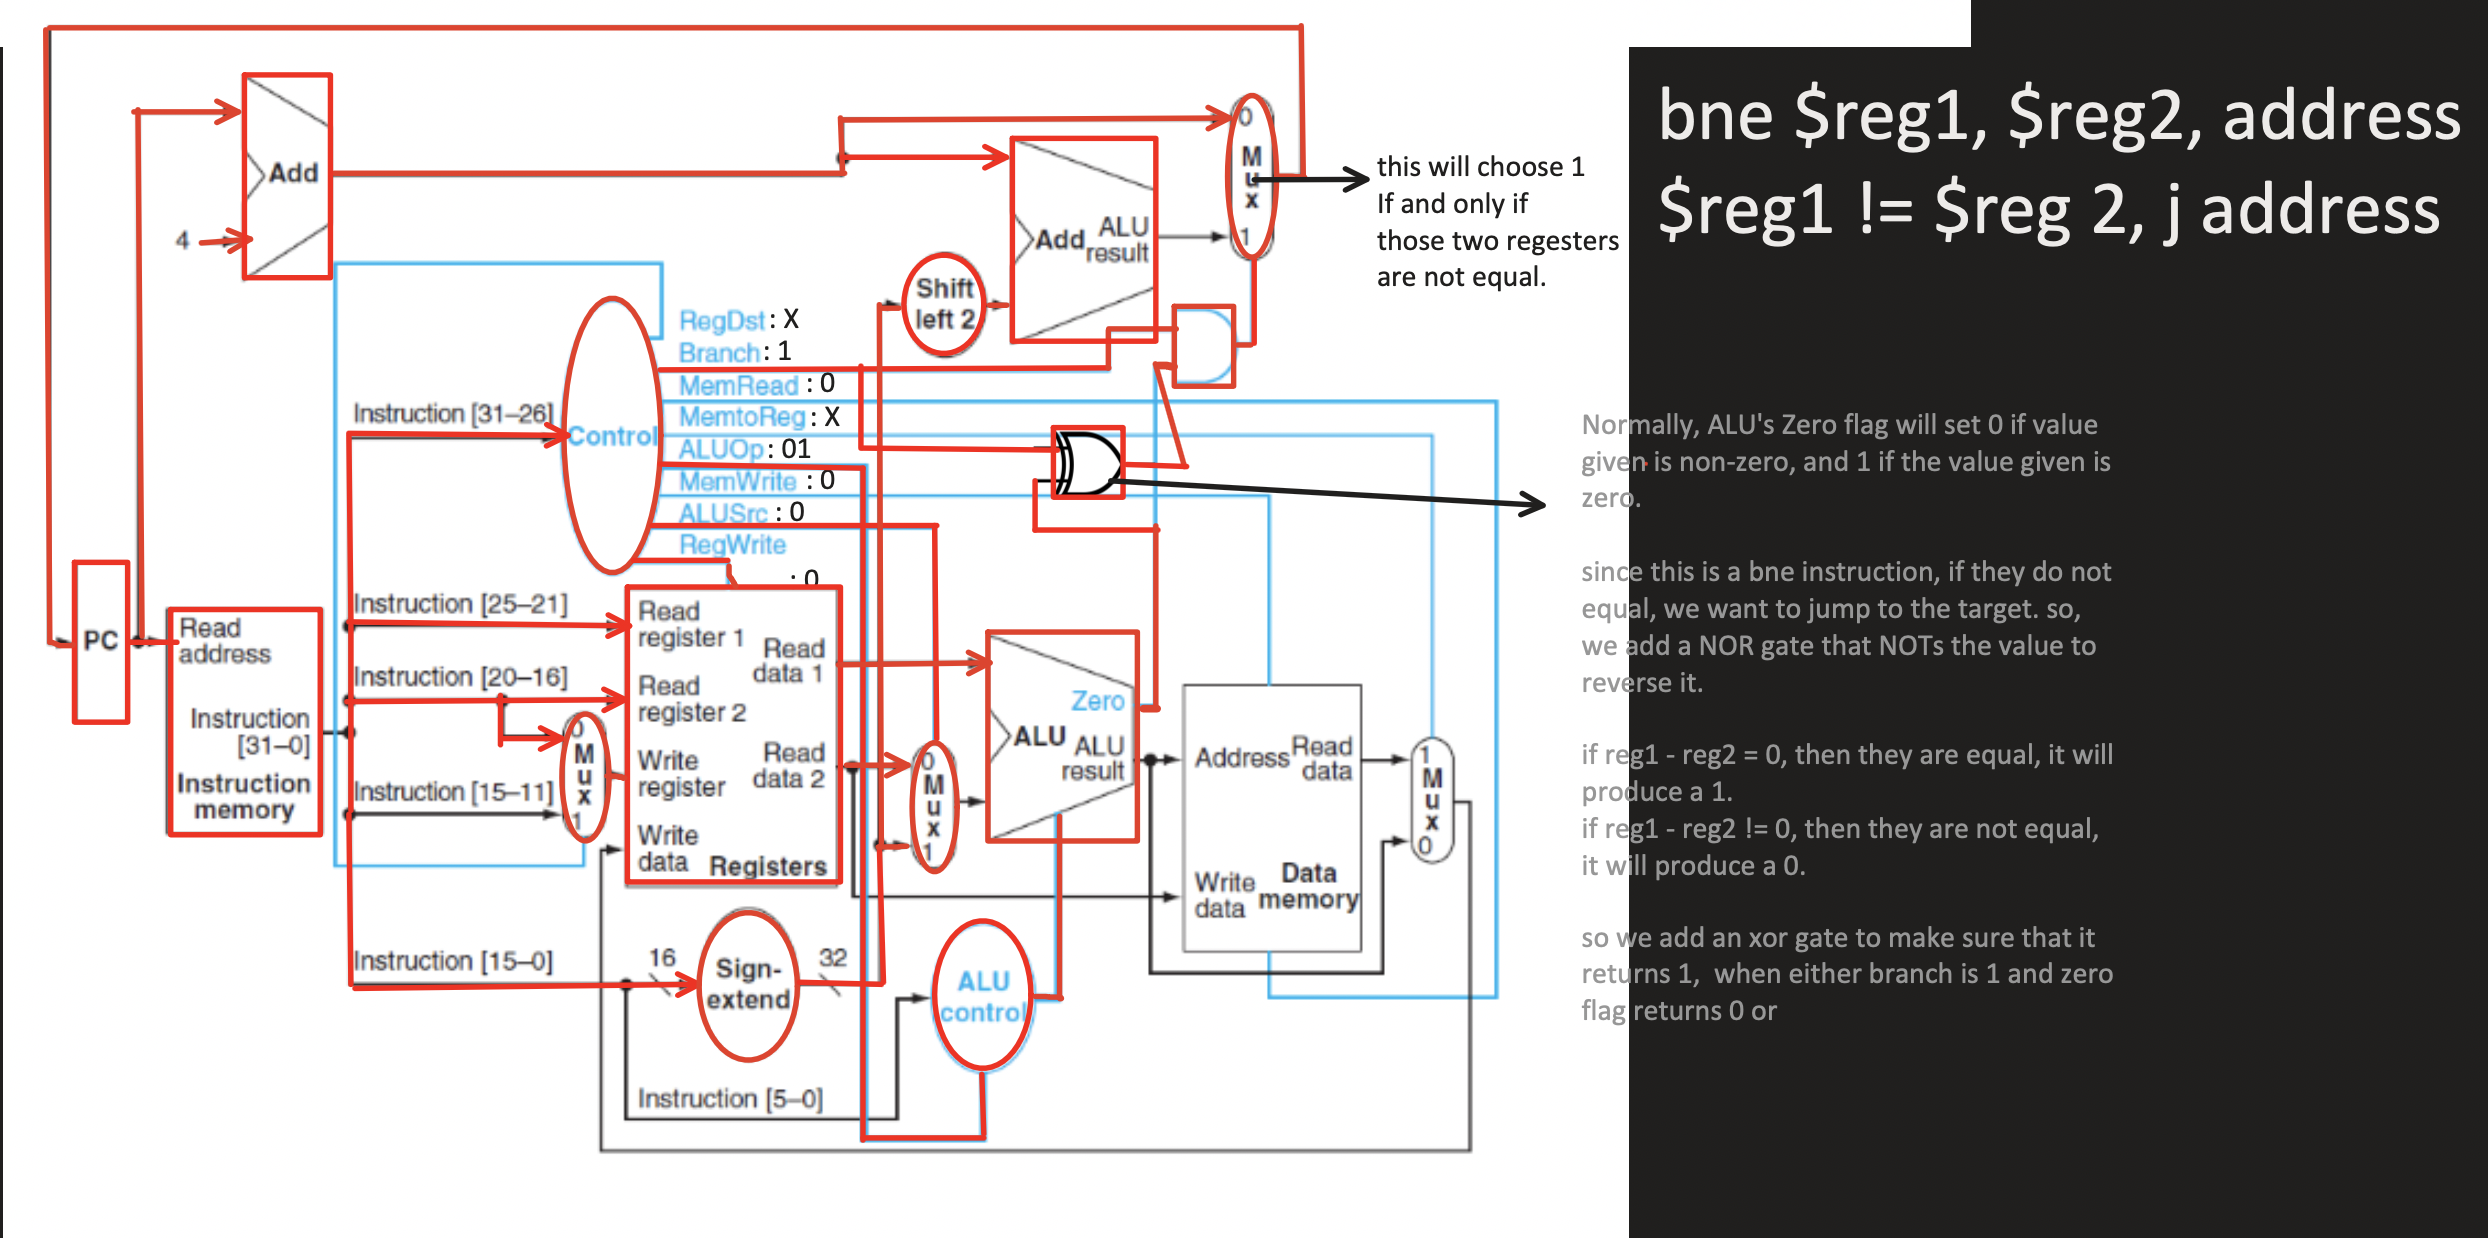 bne $reg1, $reg2, address
$reg1 != $reg 2, j address
this will choose 1
If and only if
those two regesters
are not equal.
0
M
u
x
1
Add
4
Add ALU
result
Shift
left 2
RegDst : X
Branch : 1
MemRead : 0
MemtoReg : X
ALUOp : 01
MemWrite : 0
ALUSrc : 0
RegWrite
: 0
Instruction [31–26]
Control
Normally, ALU's Zero flag will set 0 if value
given is non-zero, and 1 if the value given is
zero.
since this is a bne instruction, if they do not
equal, we want to jump to the target. so,
we add a NOR gate that NOTs the value to
reverse it.
if reg1 - reg2 = 0, then they are equal, it will
produce a 1.
if reg1 - reg2 != 0, then they are not equal,
it will produce a 0.
so we add an xor gate to make sure that it
returns 1,  when either branch is 1 and zero
flag returns 0 or
PC
Read
address
Instruction
[31–0]
Instruction
memory
Instruction [25–21]
Instruction [20–16]
Instruction [15–11]
Instruction [15–0]
0
M
u
x
1
Read
register 1
Read
register 2
Write
register
Write
data
Read
data 1
Read
data 2
Registers
0
M
u
x
1
Zero
ALU ALU
result
Address
Read
data
Write
data
Data
memory
1
M
u
x
0
16
Sign-
extend
32
ALU
control
Instruction [5–0]